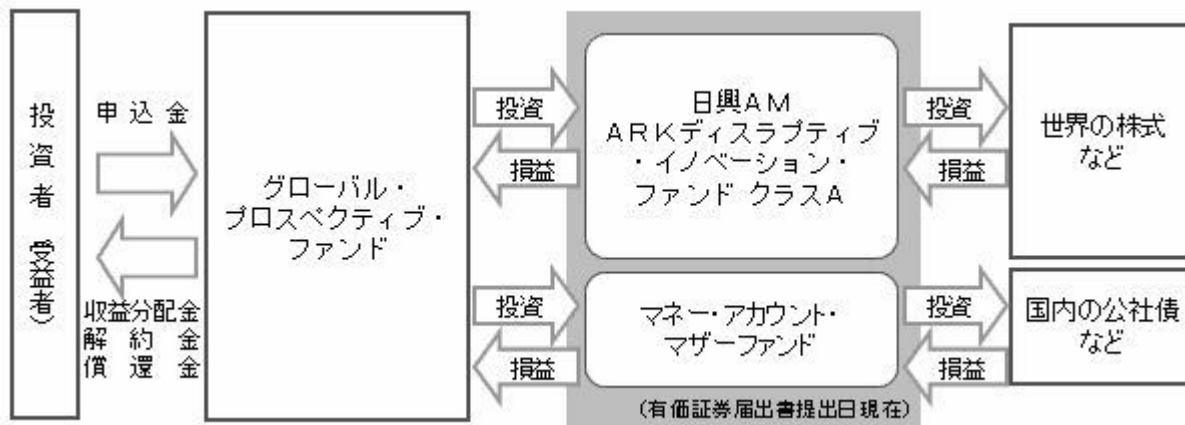 投資者（受益者）
申込金
収益分配金
解約金
償還金
グローバル・
プロスペクティブ・
ファンド
投資
損益
投資
損益
日興AM
ARKディスラプティブ
・イノベーション・
ファンド クラスA
マネー・アカウント・
マザーファンド
(有価証券届出書提出日現在)
投資
損益
投資
損益
世界の株式
など
国内の公社債
など